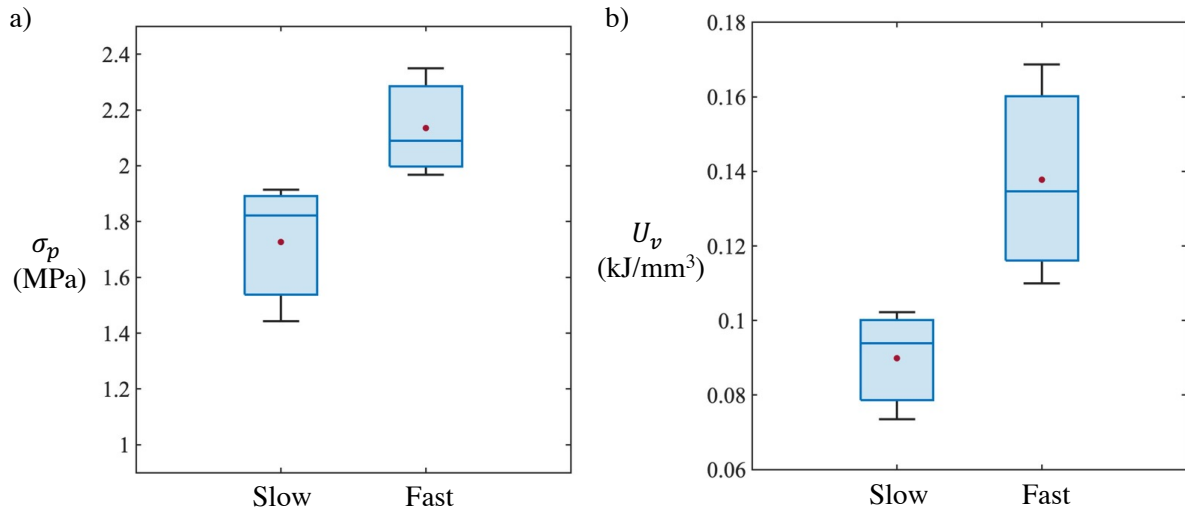 a)
2.4
2.2
2
1.8
1.6
1.4
1.2
1
σₚ
(MPa)
Slow Fast
b)
0.18
0.16
0.14
0.12
0.1
0.08
0.06
Uᵥ
(kJ/mm³)
Slow Fast